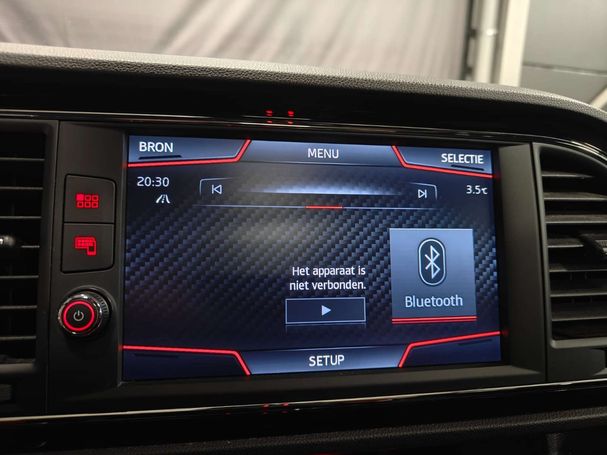 BRON
MENU
SELECTIE
20:30
3.5°C
Het apparaat is
niet verbonden.
Bluetooth
SETUP